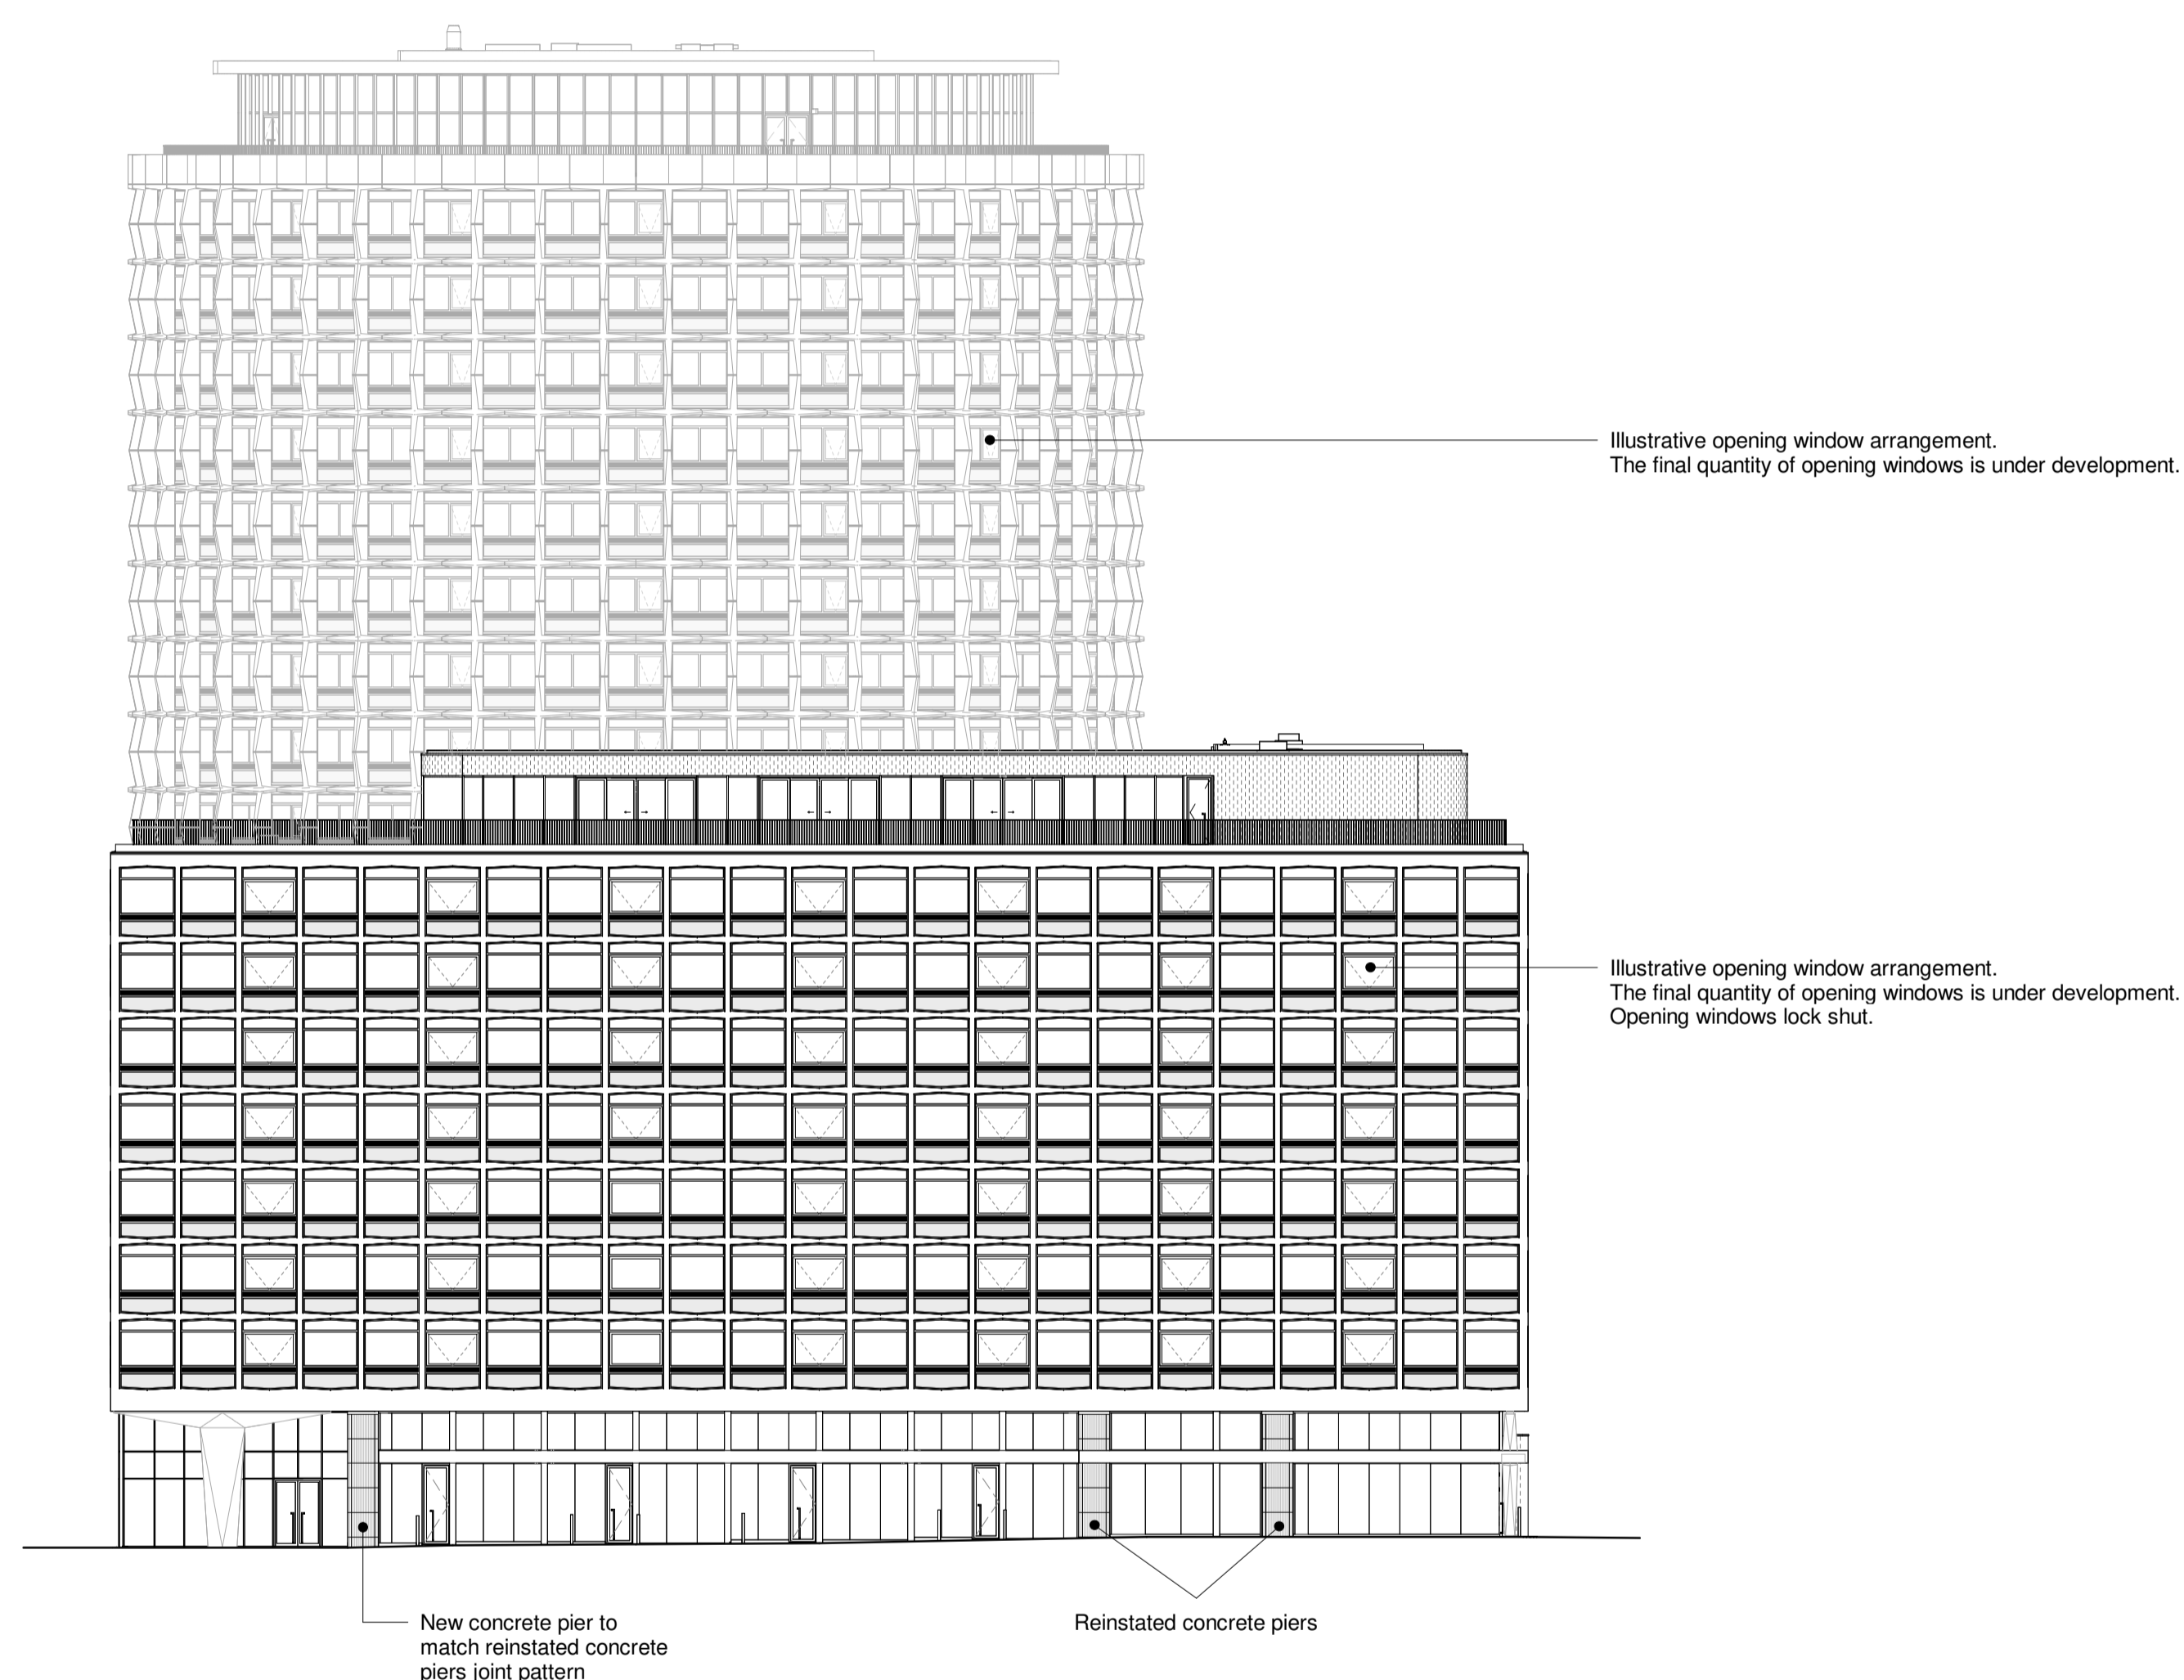 Illustrative opening window arrangement.
The final quantity of opening windows is under development.
Illustrative opening window arrangement.
The final quantity of opening windows is under development.
Opening windows lock shut.
New concrete pier to
match reinstated concrete
piers joint pattern
Reinstated concrete piers